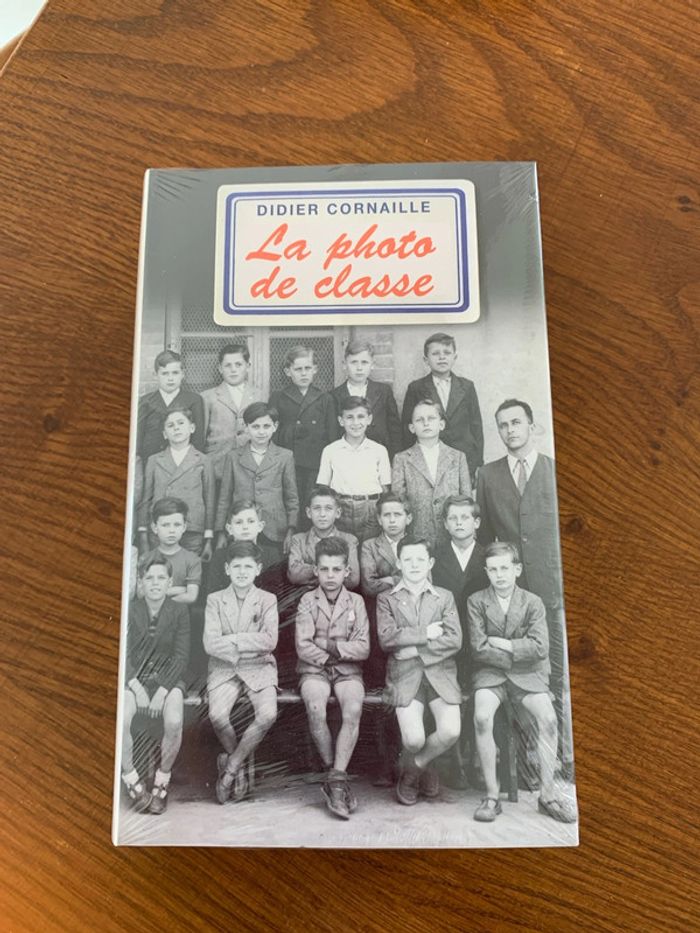 DIDIER CORNAILLE
La photo
de classe